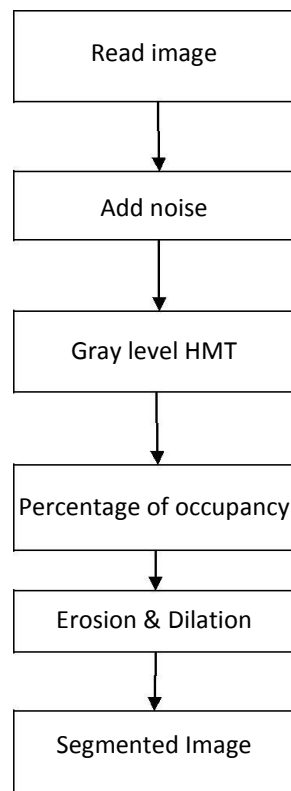 Read image
Add noise
Gray level HMT
Percentage of occupancy
Erosion & Dilation
Segmented Image